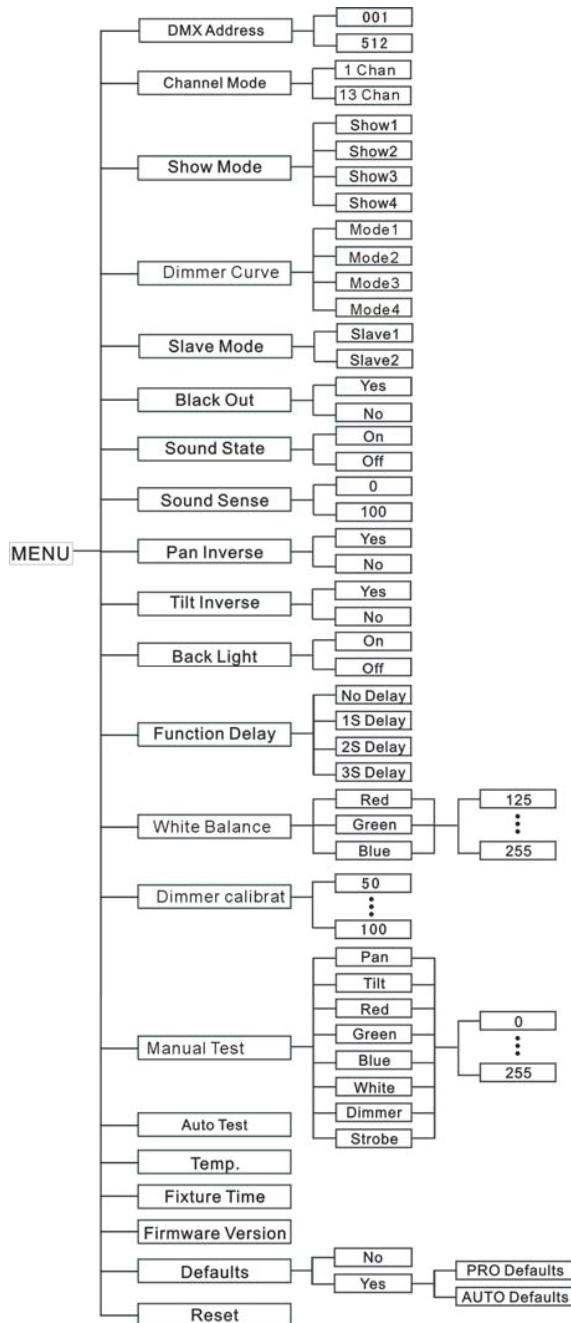 MENU
DMX Address
001
512
Channel Mode
1 Chan
13 Chan
Show Mode
Show1
Show2
Show3
Show4
Dimmer Curve
Mode1
Mode2
Mode3
Mode4
Slave Mode
Slave1
Slave2
Black Out
Yes
No
Sound State
On
Off
Sound Sense
0
100
Pan Inverse
Yes
No
Tilt Inverse
Yes
No
Back Light
On
Off
Function Delay
No Delay
1S Delay
2S Delay
3S Delay
White Balance
Red
Green
Blue
125
255
Dimmer calibrat
50
100
Manual Test
Pan
Tilt
Red
Green
Blue
White
Dimmer
Strobe
0
255
Auto Test
Temp.
Fixture Time
Firmware Version
Defaults
No
Yes
PRO Defaults
AUTO Defaults
Reset